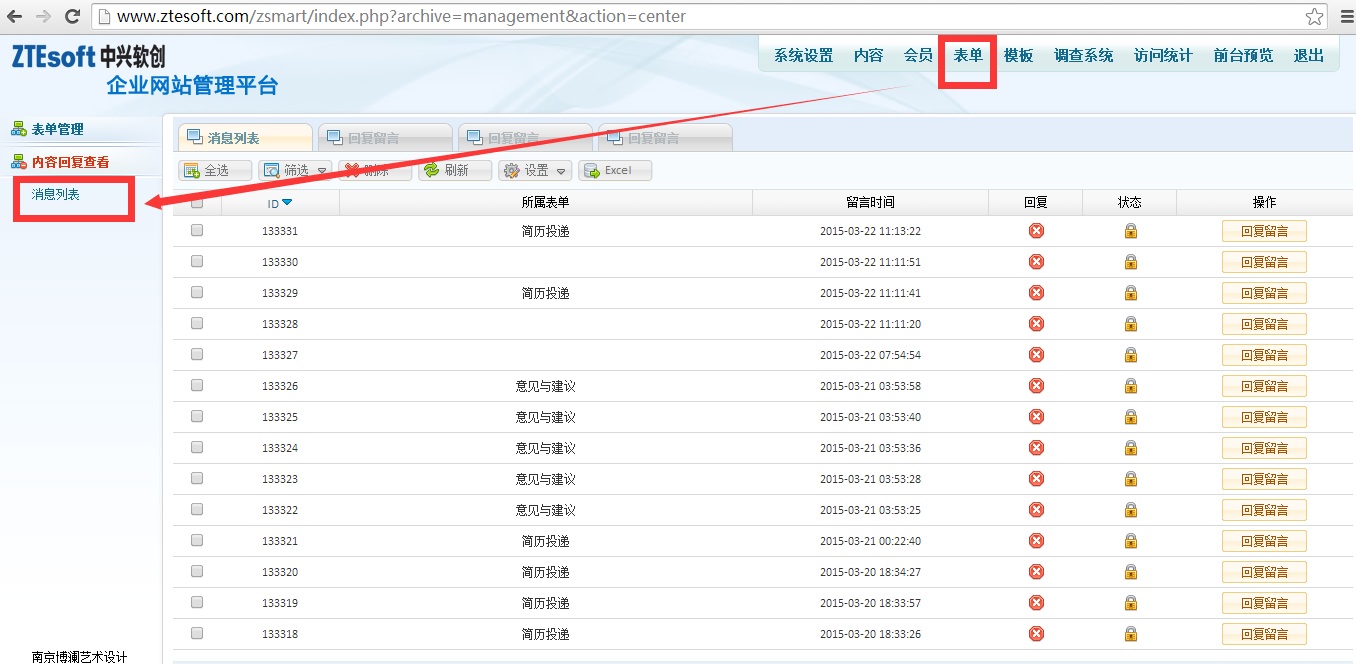 www.ztesoft.com/zsmart/index.php?archive=management&action=center
ZTEsoft 中兴软创
企业网站管理平台
系统设置 内容 会员 表单 模板 调查系统 访问统计 前台预览 退出
表单管理
内容回复查看
消息列表
消息列表 回复留言 回复留言 回复留言
全选 筛选 删除 刷新 设置 Excel
ID 所属表单 留言时间 回复 状态 操作
133331 简历投递 2015-03-22 11:13:22 回复留言
133330 2015-03-22 11:11:51 回复留言
133329 简历投递 2015-03-22 11:11:41 回复留言
133328 2015-03-22 11:11:20 回复留言
133327 2015-03-22 07:54:54 回复留言
133326 意见与建议 2015-03-21 03:53:58 回复留言
133325 意见与建议 2015-03-21 03:53:40 回复留言
133324 意见与建议 2015-03-21 03:53:36 回复留言
133323 意见与建议 2015-03-21 03:53:28 回复留言
133322 意见与建议 2015-03-21 03:53:25 回复留言
133321 简历投递 2015-03-21 00:22:40 回复留言
133320 简历投递 2015-03-20 18:34:27 回复留言
133319 简历投递 2015-03-20 18:33:57 回复留言
133318 简历投递 2015-03-20 18:33:26 回复留言
南京博澜艺术设计